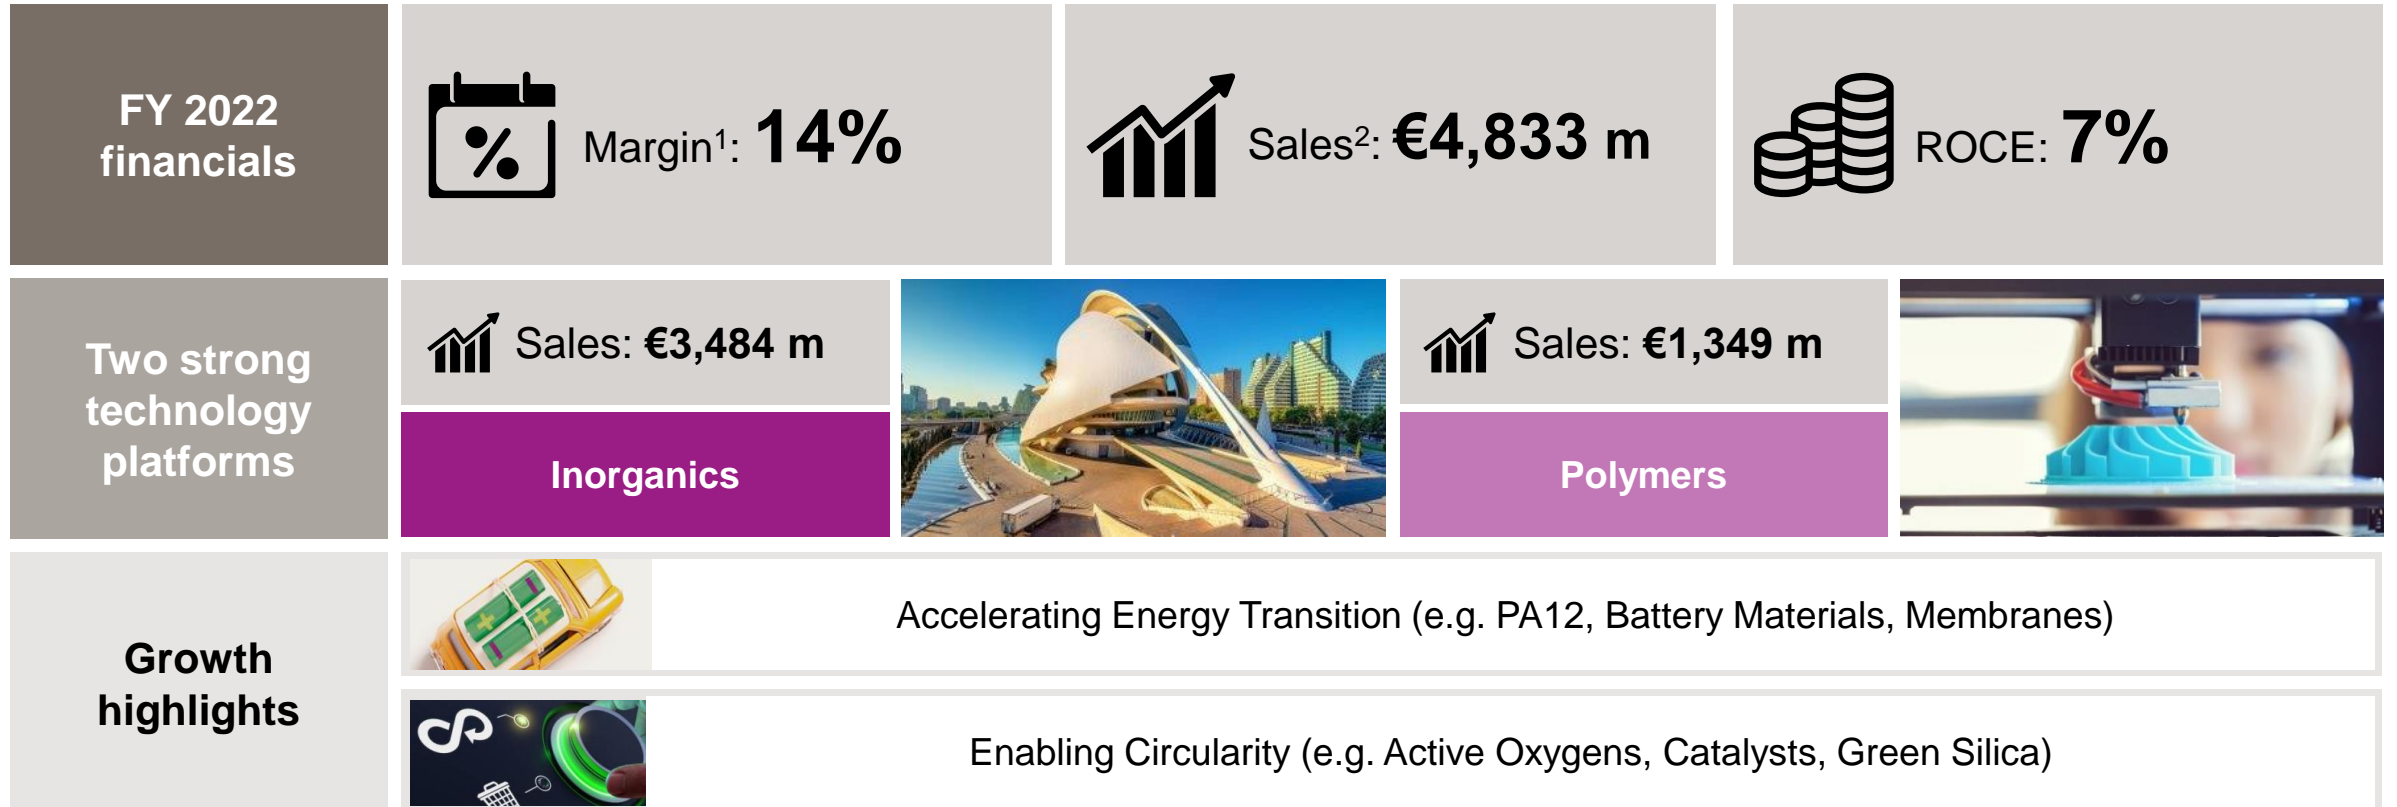 FY 2022
financials
Margin¹: 14%
Sales²: €4,833 m
ROCE: 7%
Two strong
technology
platforms
Sales: €3,484 m
Inorganics
Sales: €1,349 m
Polymers
Growth
highlights
Accelerating Energy Transition (e.g. PA12, Battery Materials, Membranes)
Enabling Circularity (e.g. Active Oxygens, Catalysts, Green Silica)